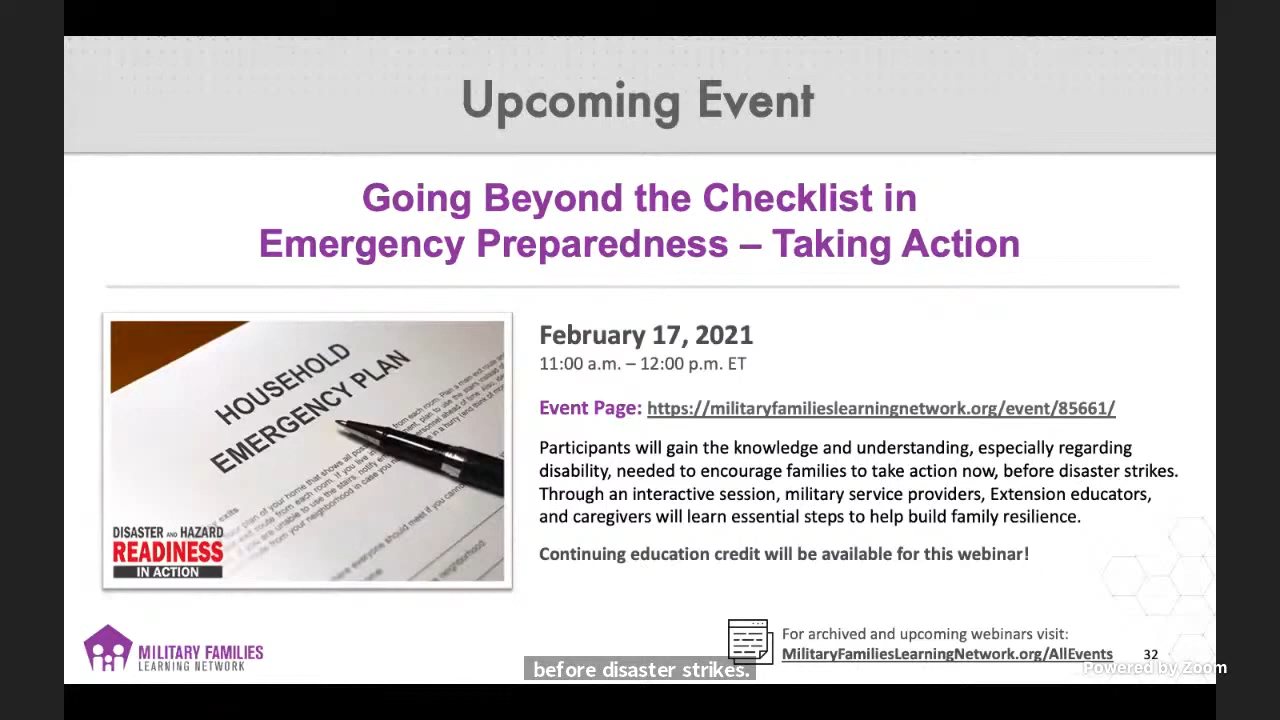 Upcoming Event
Going Beyond the Checklist in
Emergency Preparedness – Taking Action
HOUSEHOLD
EMERGENCY PLAN
DISASTER AND HAZARD
READINESS
IN ACTION
February 17, 2021
11:00 a.m. – 12:00 p.m. ET
Event Page: https://militaryfamilieslearningnetwork.org/event/85661/
Participants will gain the knowledge and understanding, especially regarding
disability, needed to encourage families to take action now, before disaster strikes.
Through an interactive session, military service providers, Extension educators,
and caregivers will learn essential steps to help build family resilience.
Continuing education credit will be available for this webinar!
MILITARY FAMILIES
LEARNING NETWORK
For archived and upcoming webinars visit:
MilitaryFamiliesLearningNetwork.org/AllEvents
32
before disaster strikes.
Powered by Zoom